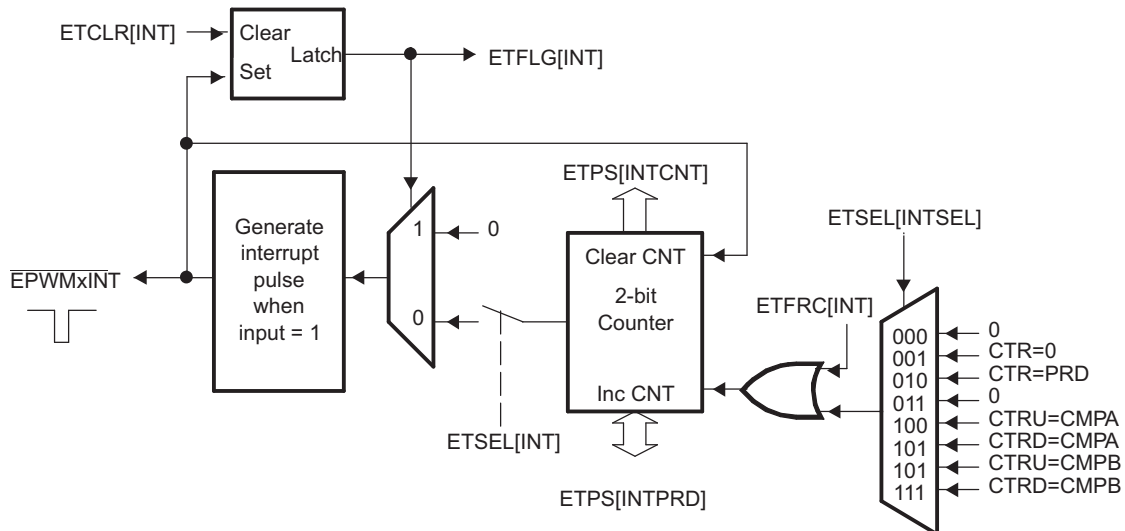 ETCLR[INT]
Clear
Latch
Set
ETFLG[INT]
ETPS[INTCNT]
ETSEL[INTSEL]
Generate
interrupt
pulse
when
input = 1
1
0
0
EPWMxINT
Clear CNT
2-bit
Counter
Inc CNT
ETFRC[INT]
ETSEL[INT]
ETPS[INTPRD]
000 0
001 CTR=0
010 CTR=PRD
011 0
100 CTRU=CMPA
101 CTRD=CMPA
101 CTRU=CMPB
111 CTRD=CMPB